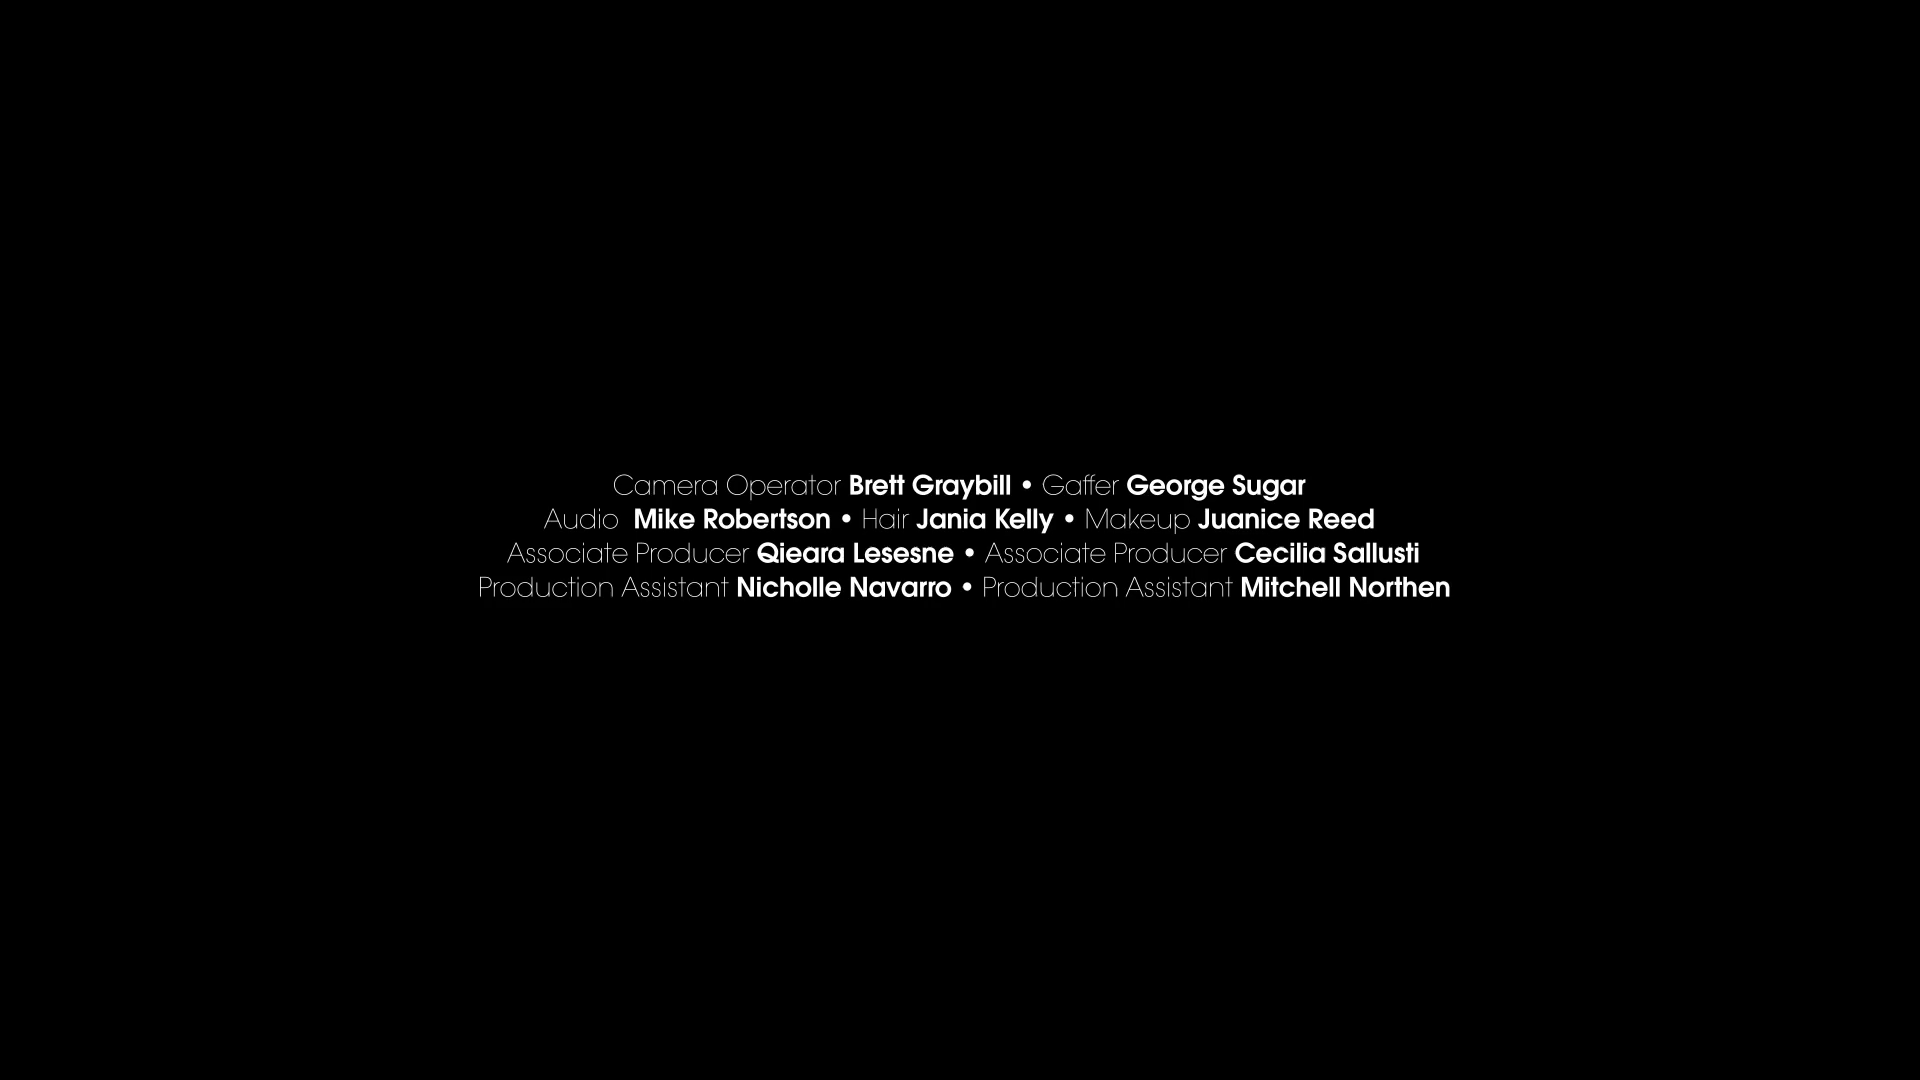 Camera Operator Brett Graybill • Gaffer George Sugar
Audio Mike Robertson • Hair Jania Kelly • Makeup Juanice Reed
Associate Producer Qieara Lesesne • Associate Producer Cecilia Sallusti
Production Assistant Nicholle Navarro • Production Assistant Mitchell Northen